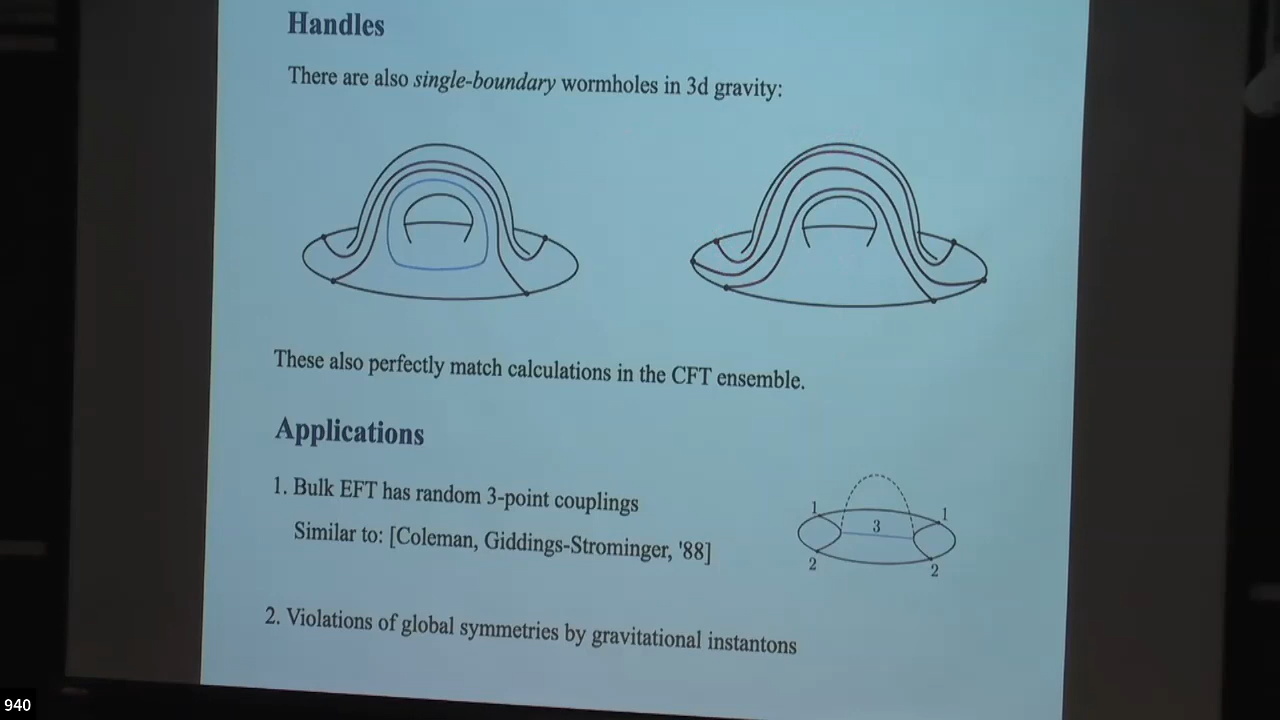 Handles
There are also single-boundary wormholes in 3d gravity:
These also perfectly match calculations in the CFT ensemble.
Applications
1. Bulk EFT has random 3-point couplings
Similar to: [Coleman, Giddings-Strominger, '88]
1 1
3
2 2
2. Violations of global symmetries by gravitational instantons
940